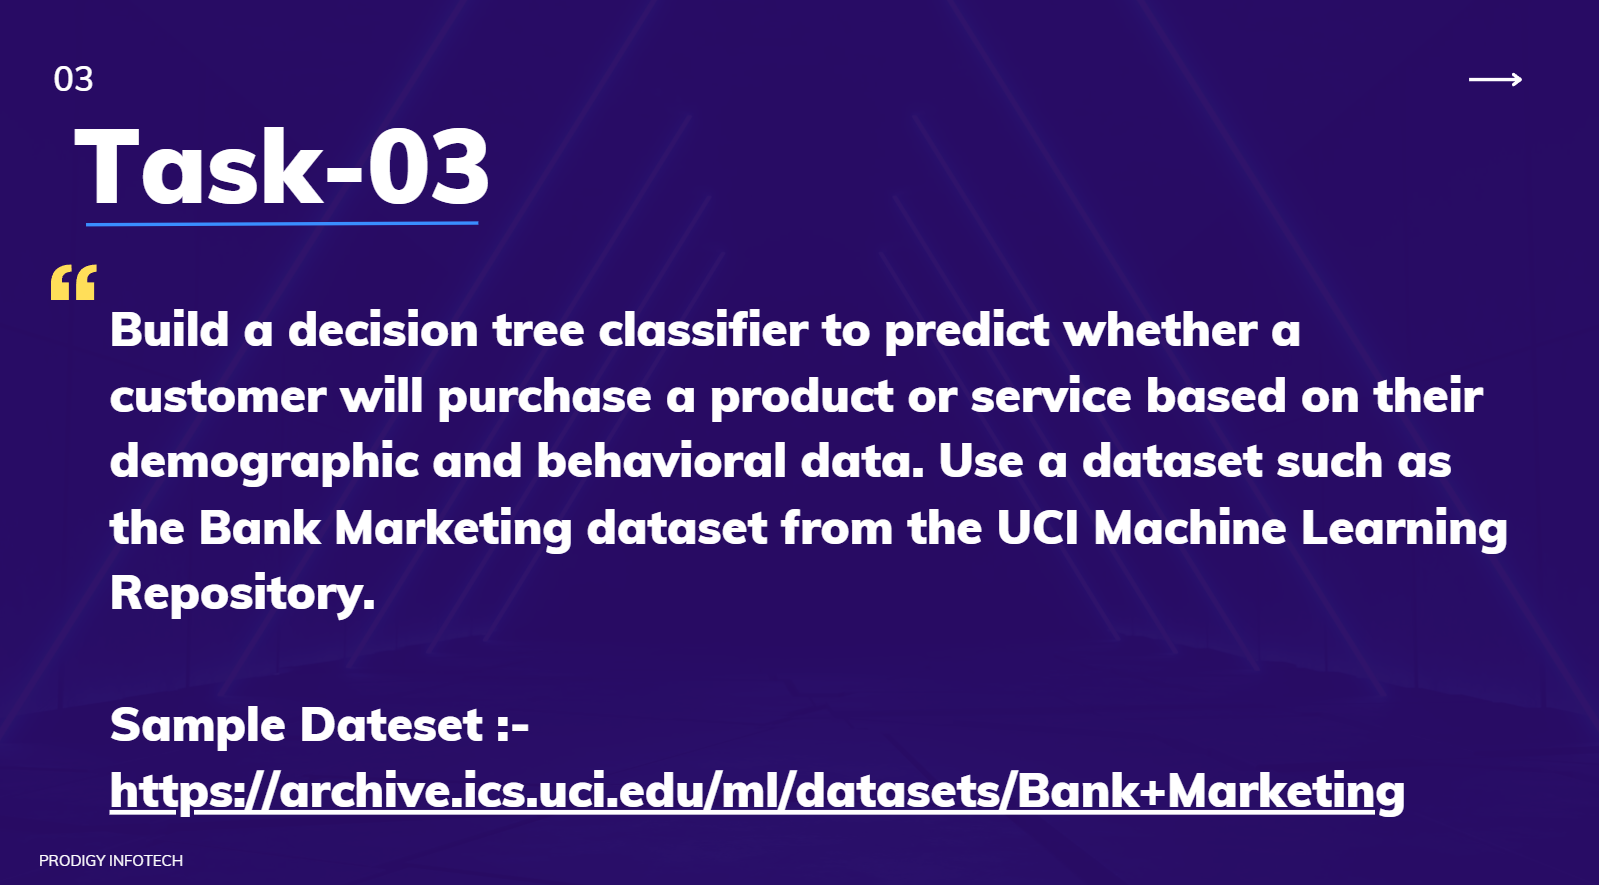 03
Task-03
“
Build a decision tree classifier to predict whether a
customer will purchase a product or service based on their
demographic and behavioral data. Use a dataset such as
the Bank Marketing dataset from the UCI Machine Learning
Repository.
Sample Dateset :-
https://archive.ics.uci.edu/ml/datasets/Bank+Marketing
PRODIGY INFOTECH